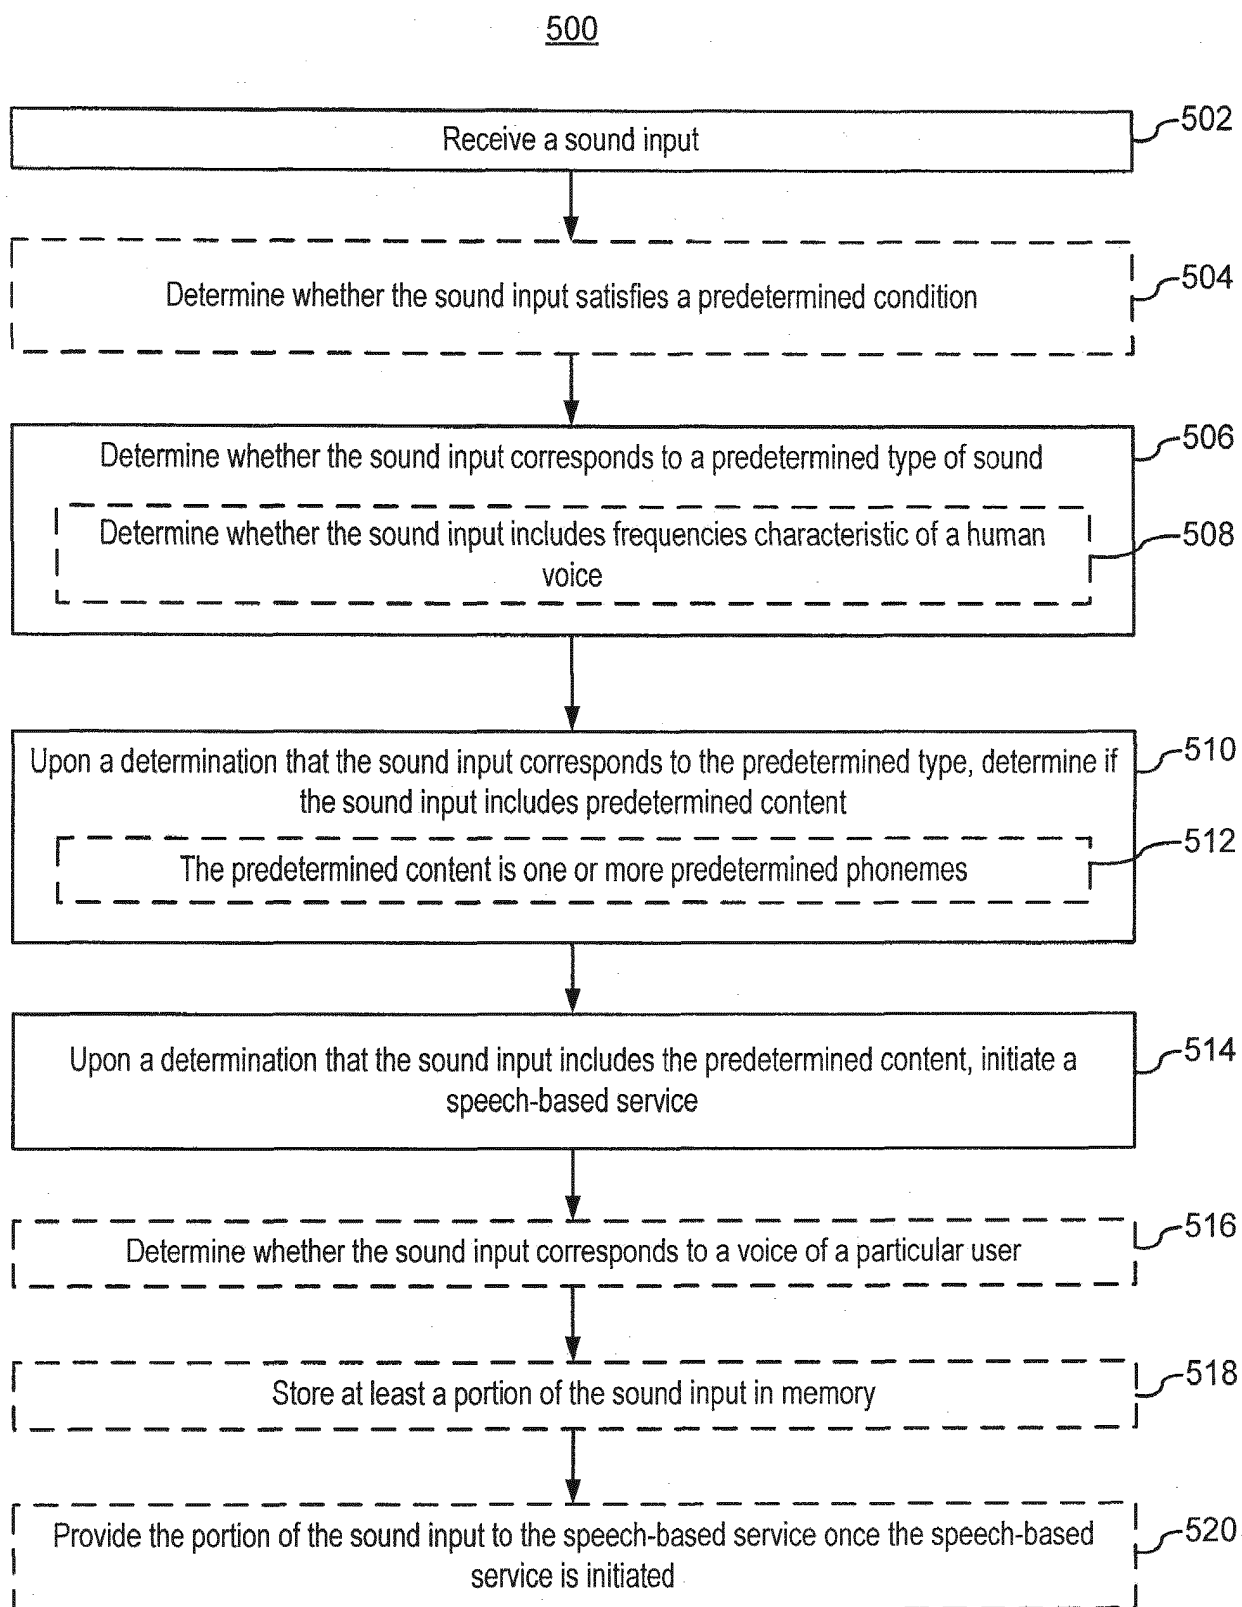 500
Receive a sound input
502
Determine whether the sound input satisfies a predetermined condition
504
Determine whether the sound input corresponds to a predetermined type of sound
506
Determine whether the sound input includes frequencies characteristic of a human
voice
508
Upon a determination that the sound input corresponds to the predetermined type, determine if
the sound input includes predetermined content
510
The predetermined content is one or more predetermined phonemes
512
Upon a determination that the sound input includes the predetermined content, initiate a
speech-based service
514
Determine whether the sound input corresponds to a voice of a particular user
516
Store at least a portion of the sound input in memory
518
Provide the portion of the sound input to the speech-based service once the speech-based
service is initiated
520